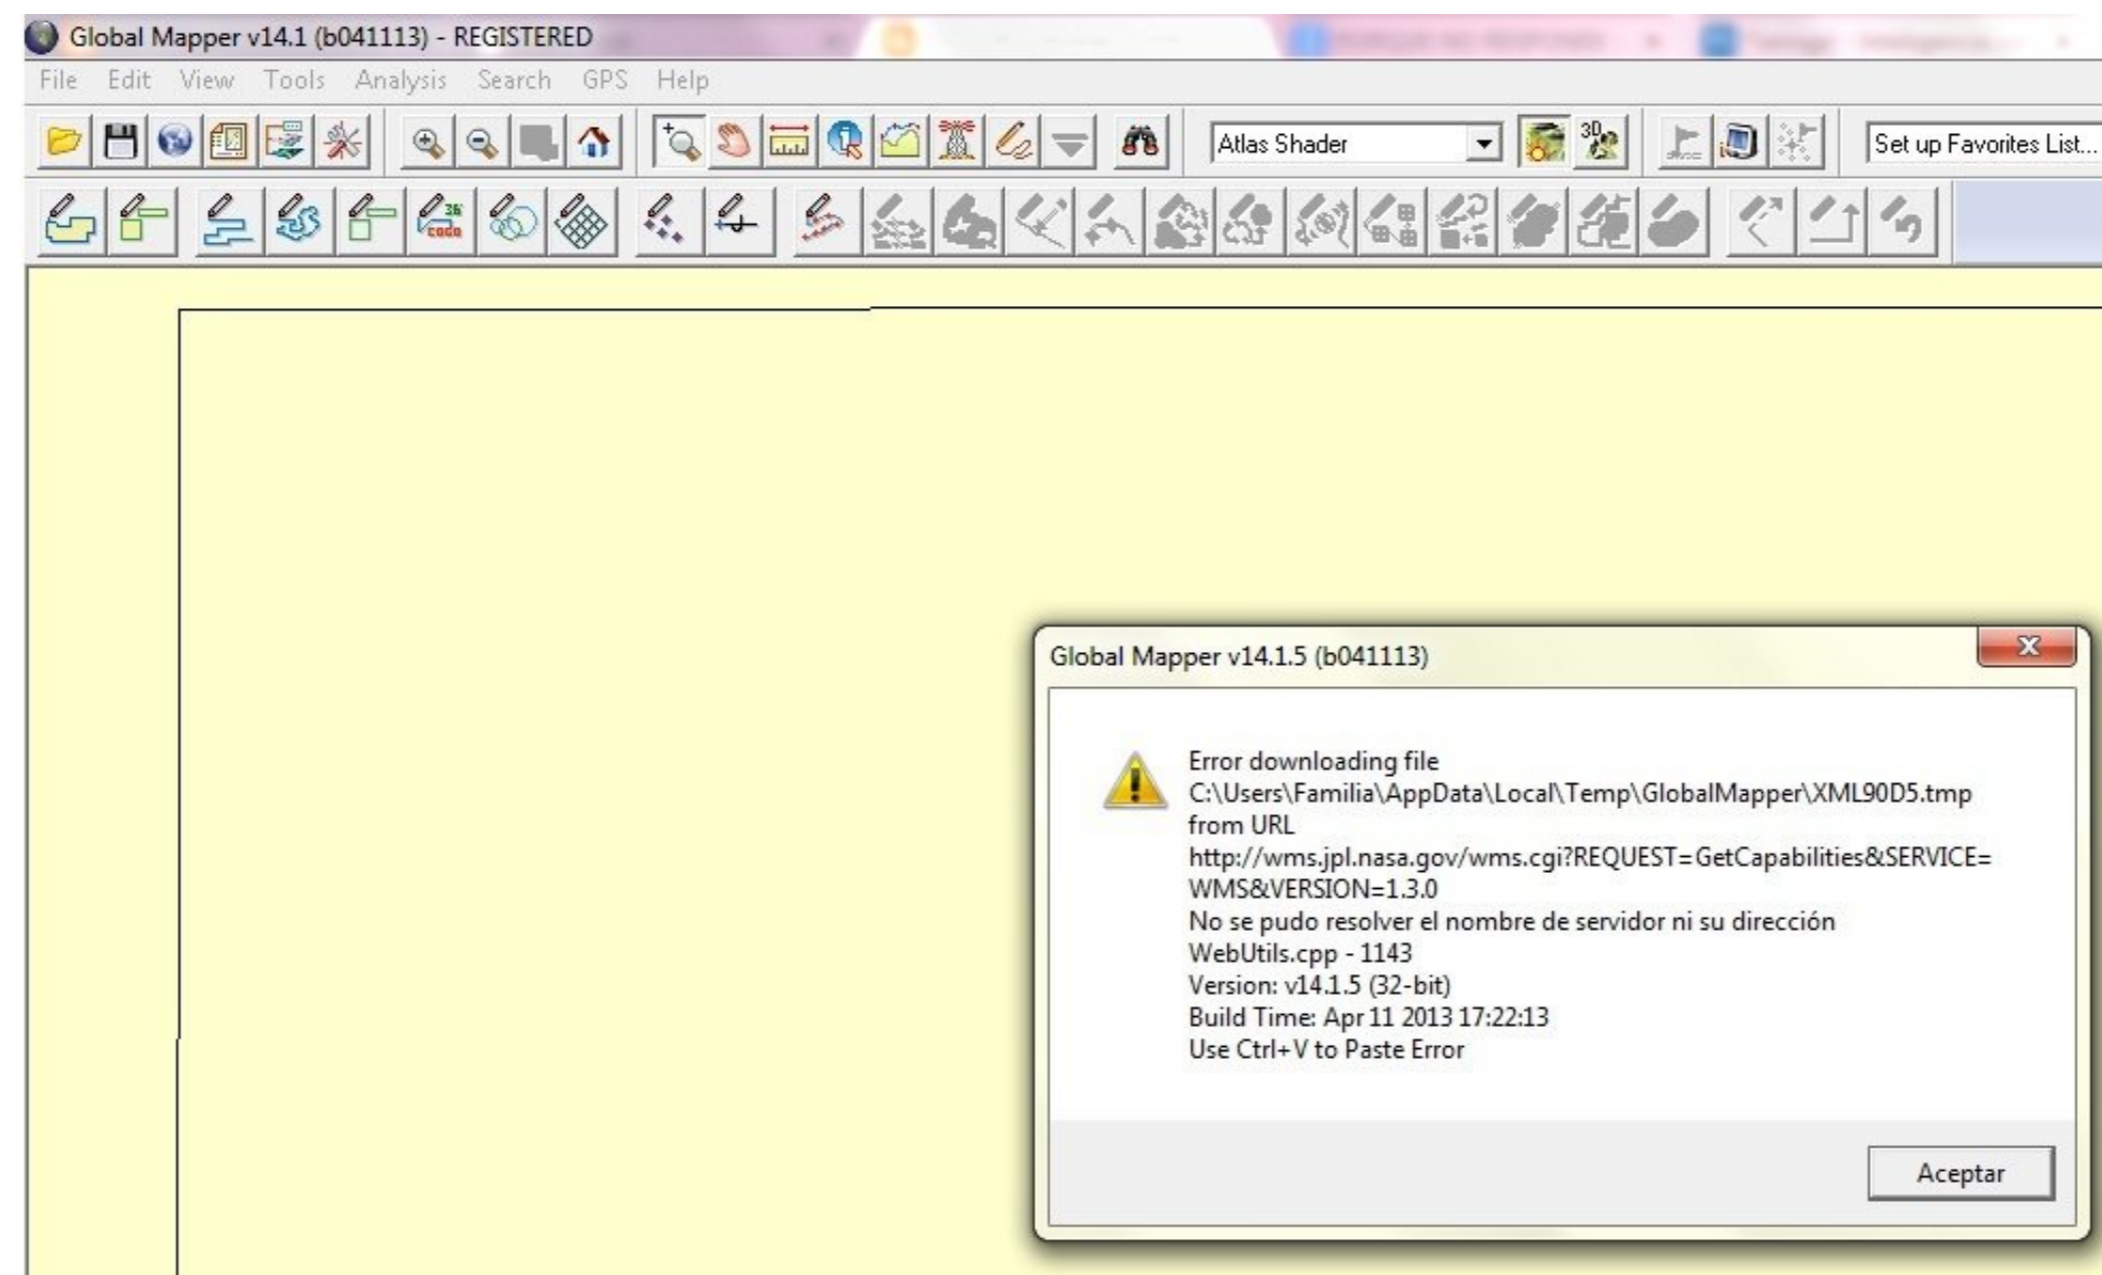 Global Mapper v14.1 (b041113) - REGISTERED
File Edit View Tools Analysis Search GPS Help
Atlas Shader
3D
Set up Favorites List...
36'
codo
Global Mapper v14.1.5 (b041113)
Error downloading file
C:\Users\Familia\AppData\Local\Temp\GlobalMapper\XML90D5.tmp
from URL
http://wms.jpl.nasa.gov/wms.cgi?REQUEST=GetCapabilities&SERVICE=
WMS&VERSION=1.3.0
No se pudo resolver el nombre de servidor ni su dirección
WebUtils.cpp - 1143
Version: v14.1.5 (32-bit)
Build Time: Apr 11 2013 17:22:13
Use Ctrl+V to Paste Error
Aceptar